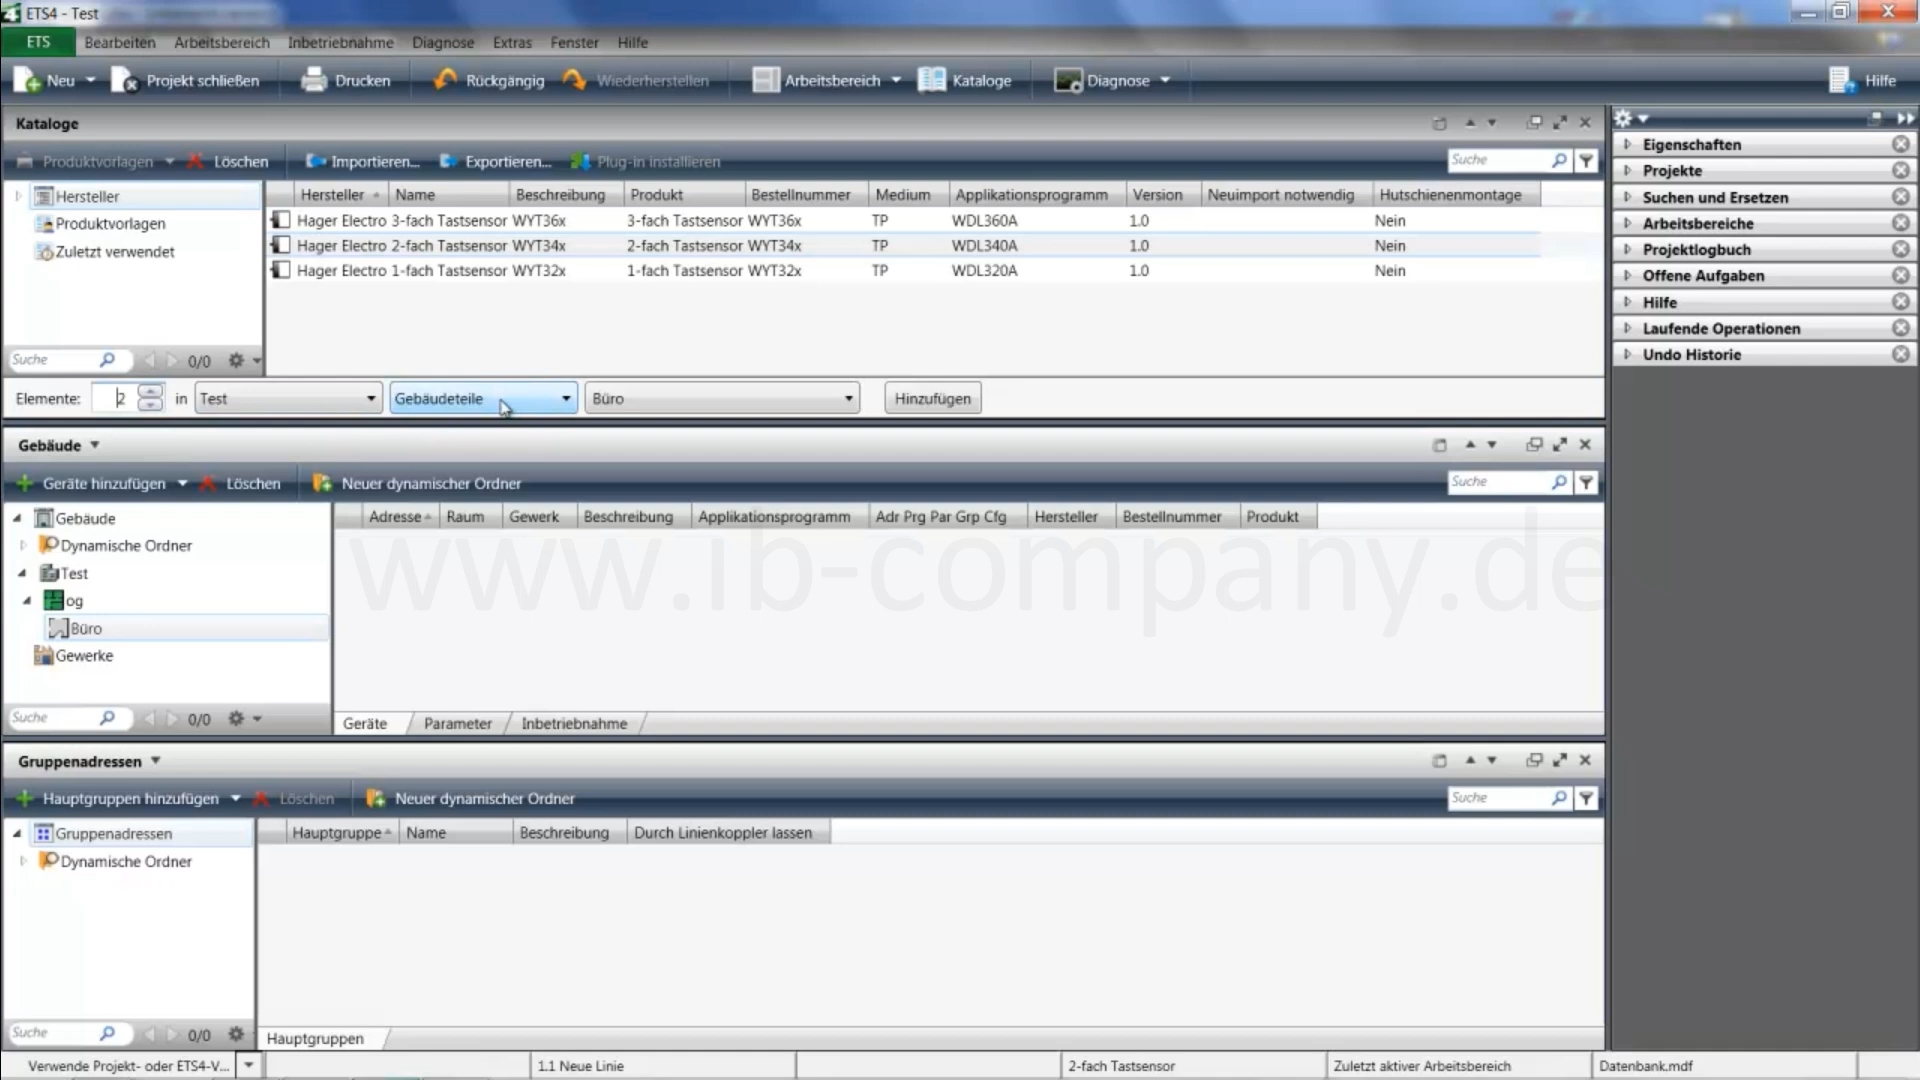 ETS4 - Test
ETS Bearbeiten Arbeitsbereich Inbetriebnahme Diagnose Extras Fenster Hilfe
Neu Projekt schließen Drucken Rückgängig Wiederherstellen Arbeitsbereich Kataloge Diagnose Hilfe
Kataloge
Produktvorlagen Löschen Importieren... Exportieren... Plug-in installieren Suche
Hersteller
Produktvorlagen
Zuletzt verwendet
Suche 0/0
Hersteller Name Beschreibung Produkt Bestellnummer Medium Applikationsprogramm Version Neuimport notwendig Hutschienenmontage
Hager Electro 3-fach Tastsensor WYT36x 3-fach Tastsensor WYT36x TP WDL360A 1.0 Nein
Hager Electro 2-fach Tastsensor WYT34x 2-fach Tastsensor WYT34x TP WDL340A 1.0 Nein
Hager Electro 1-fach Tastsensor WYT32x 1-fach Tastsensor WYT32x TP WDL320A 1.0 Nein
Elemente: 2 in Test Gebäudeteile Büro Hinzufügen
Gebäude
Geräte hinzufügen Löschen Neuer dynamischer Ordner Suche
Gebäude
Dynamische Ordner
Test
og
Büro
Gewerke
Suche 0/0
Adresse Raum Gewerk Beschreibung Applikationsprogramm Adr Prg Par Grp Cfg Hersteller Bestellnummer Produkt
www.ib-company.de
Geräte Parameter Inbetriebnahme
Gruppenadressen
Hauptgruppen hinzufügen Löschen Neuer dynamischer Ordner Suche
Gruppenadressen
Dynamische Ordner
Suche 0/0
Hauptgruppe Name Beschreibung Durch Linienkoppler lassen
Hauptgruppen
Eigenschaften
Projekte
Suchen und Ersetzen
Arbeitsbereiche
Projektlogbuch
Offene Aufgaben
Hilfe
Laufende Operationen
Undo Historie
Verwende Projekt- oder ETS4-V... 1.1 Neue Linie 2-fach Tastsensor Zuletzt aktiver Arbeitsbereich Datenbank.mdf